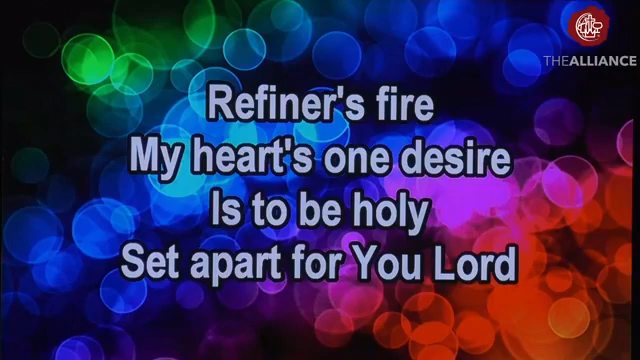 THE ALLIANCE
Refiner's fire
My heart's one desire
Is to be holy
Set apart for You Lord